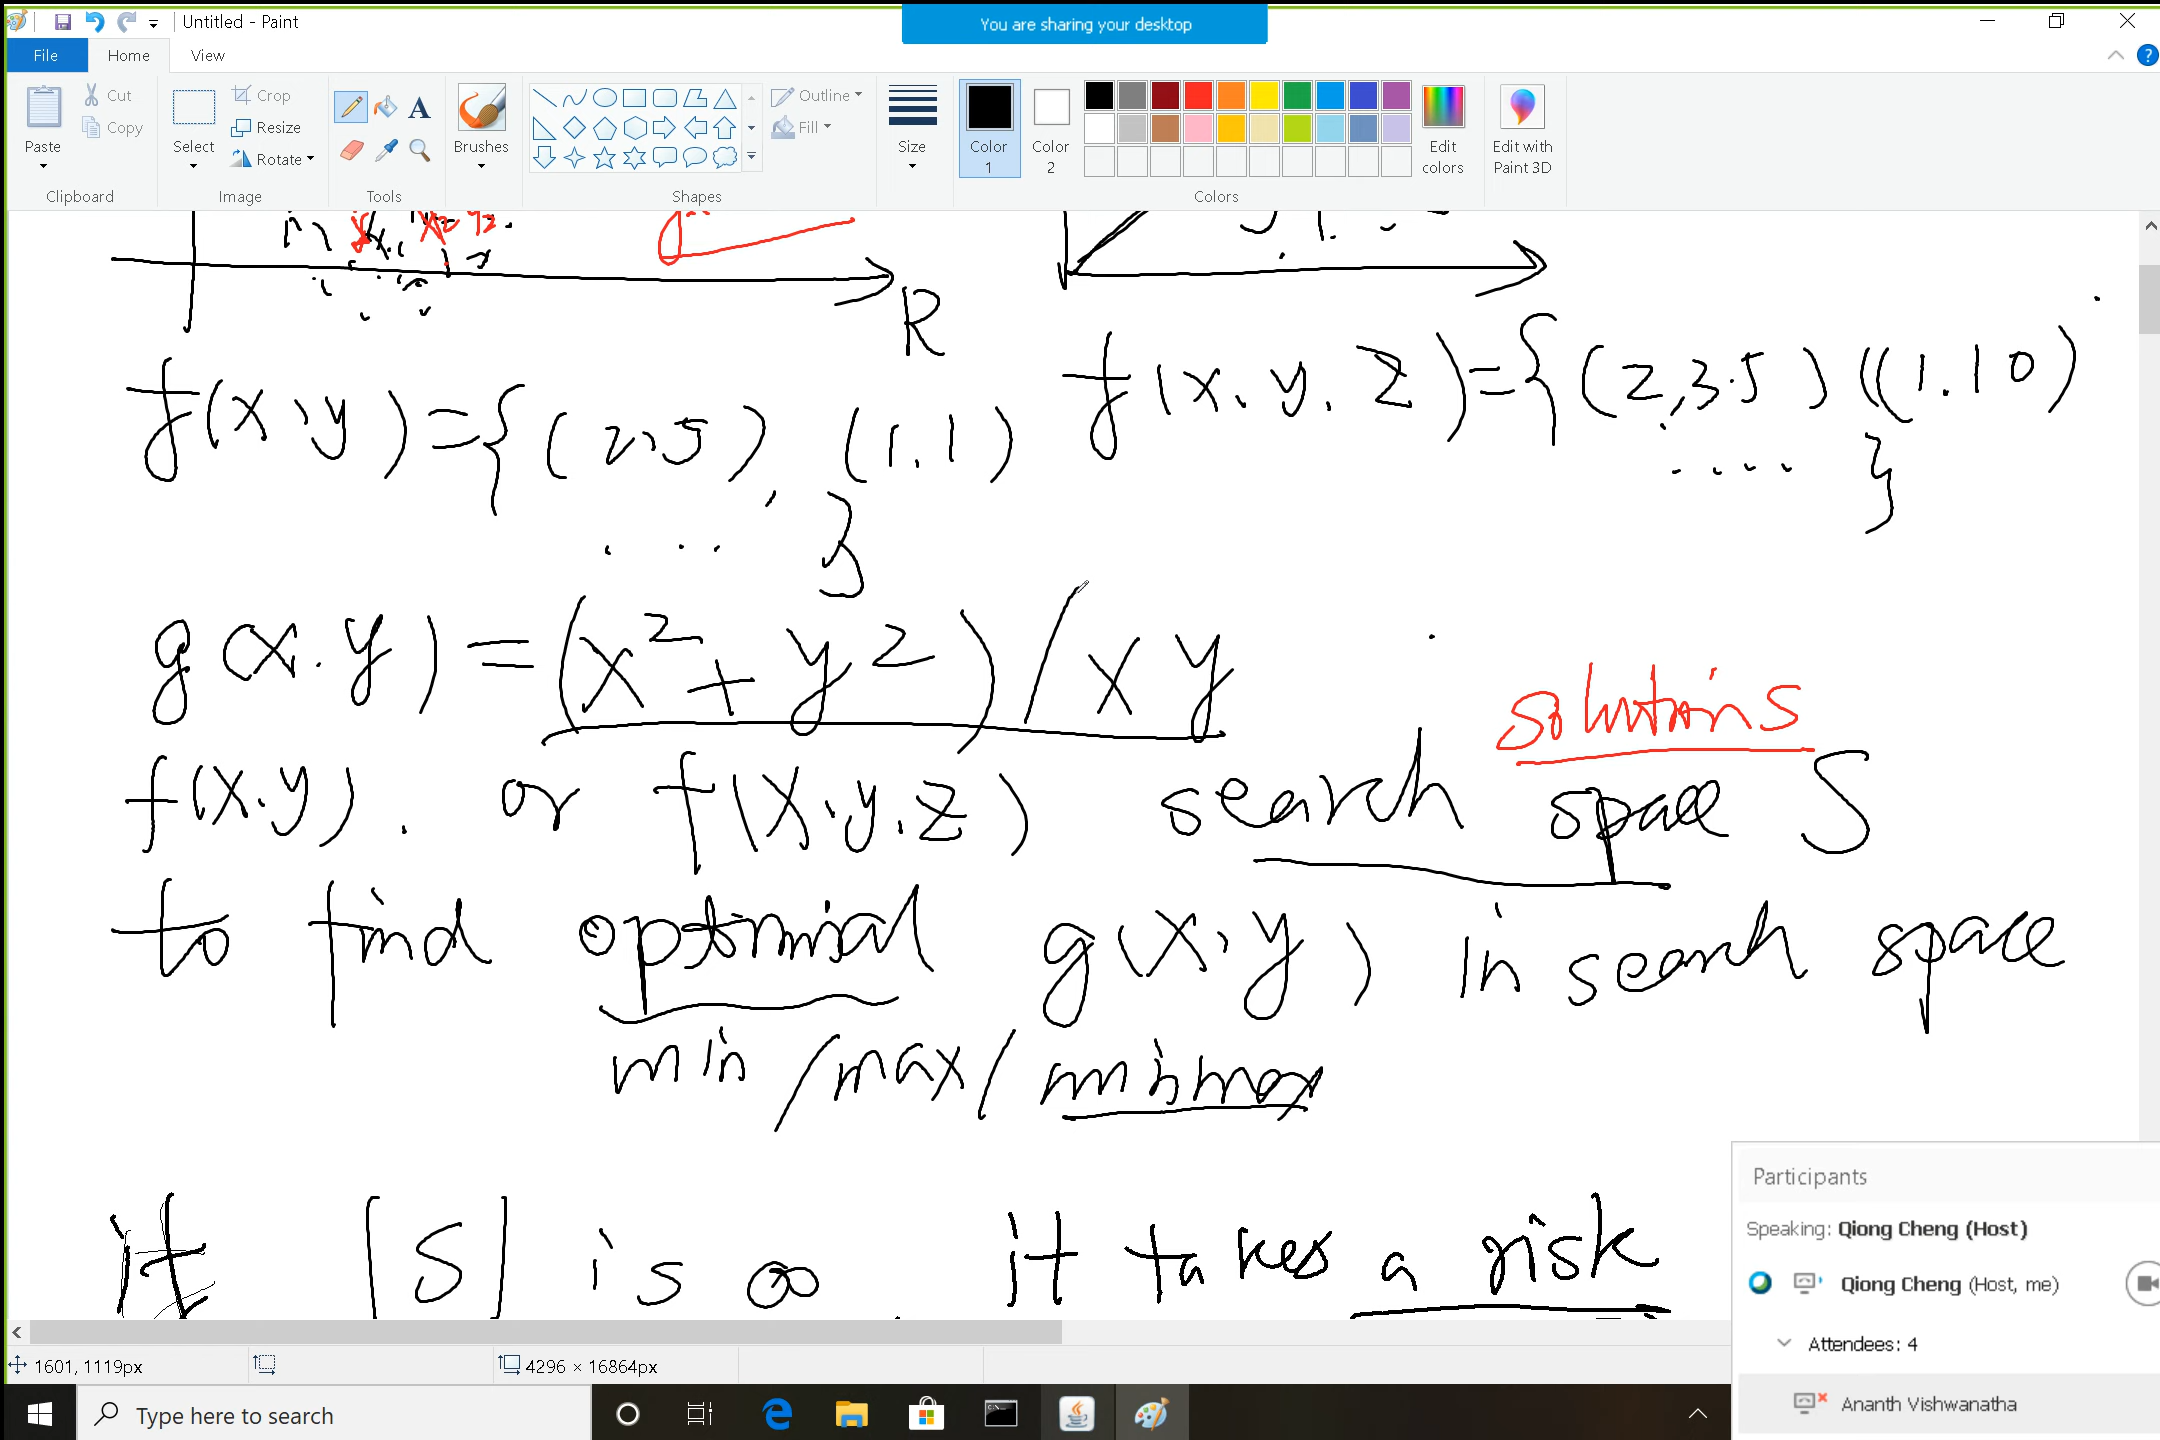 Untitled - Paint
You are sharing your desktop
File Home View
Paste
Cut
Copy
Clipboard
Select
Crop
Resize
Rotate
Image
Tools
Brushes
Shapes
Outline
Fill
Size
Color 1
Color 2
Colors
Edit colors
Edit with Paint 3D
R
f(x,y)={(2,5), (1.1)
.... }
f(x.y.z)={(2,3.5) ((1.10)
.... }
g(x.y)=(x²+y²)/xy
solutions
f(x.y). or f(x.y.z) search space S
to find optimial g(x,y) in search space
min/max/minmax
if |S| is ∞, it takes a risk
Participants
Speaking: Qiong Cheng (Host)
Qiong Cheng (Host, me)
Attendees: 4
Ananth Vishwanatha
1601, 1119px
4296 × 16864px
Type here to search